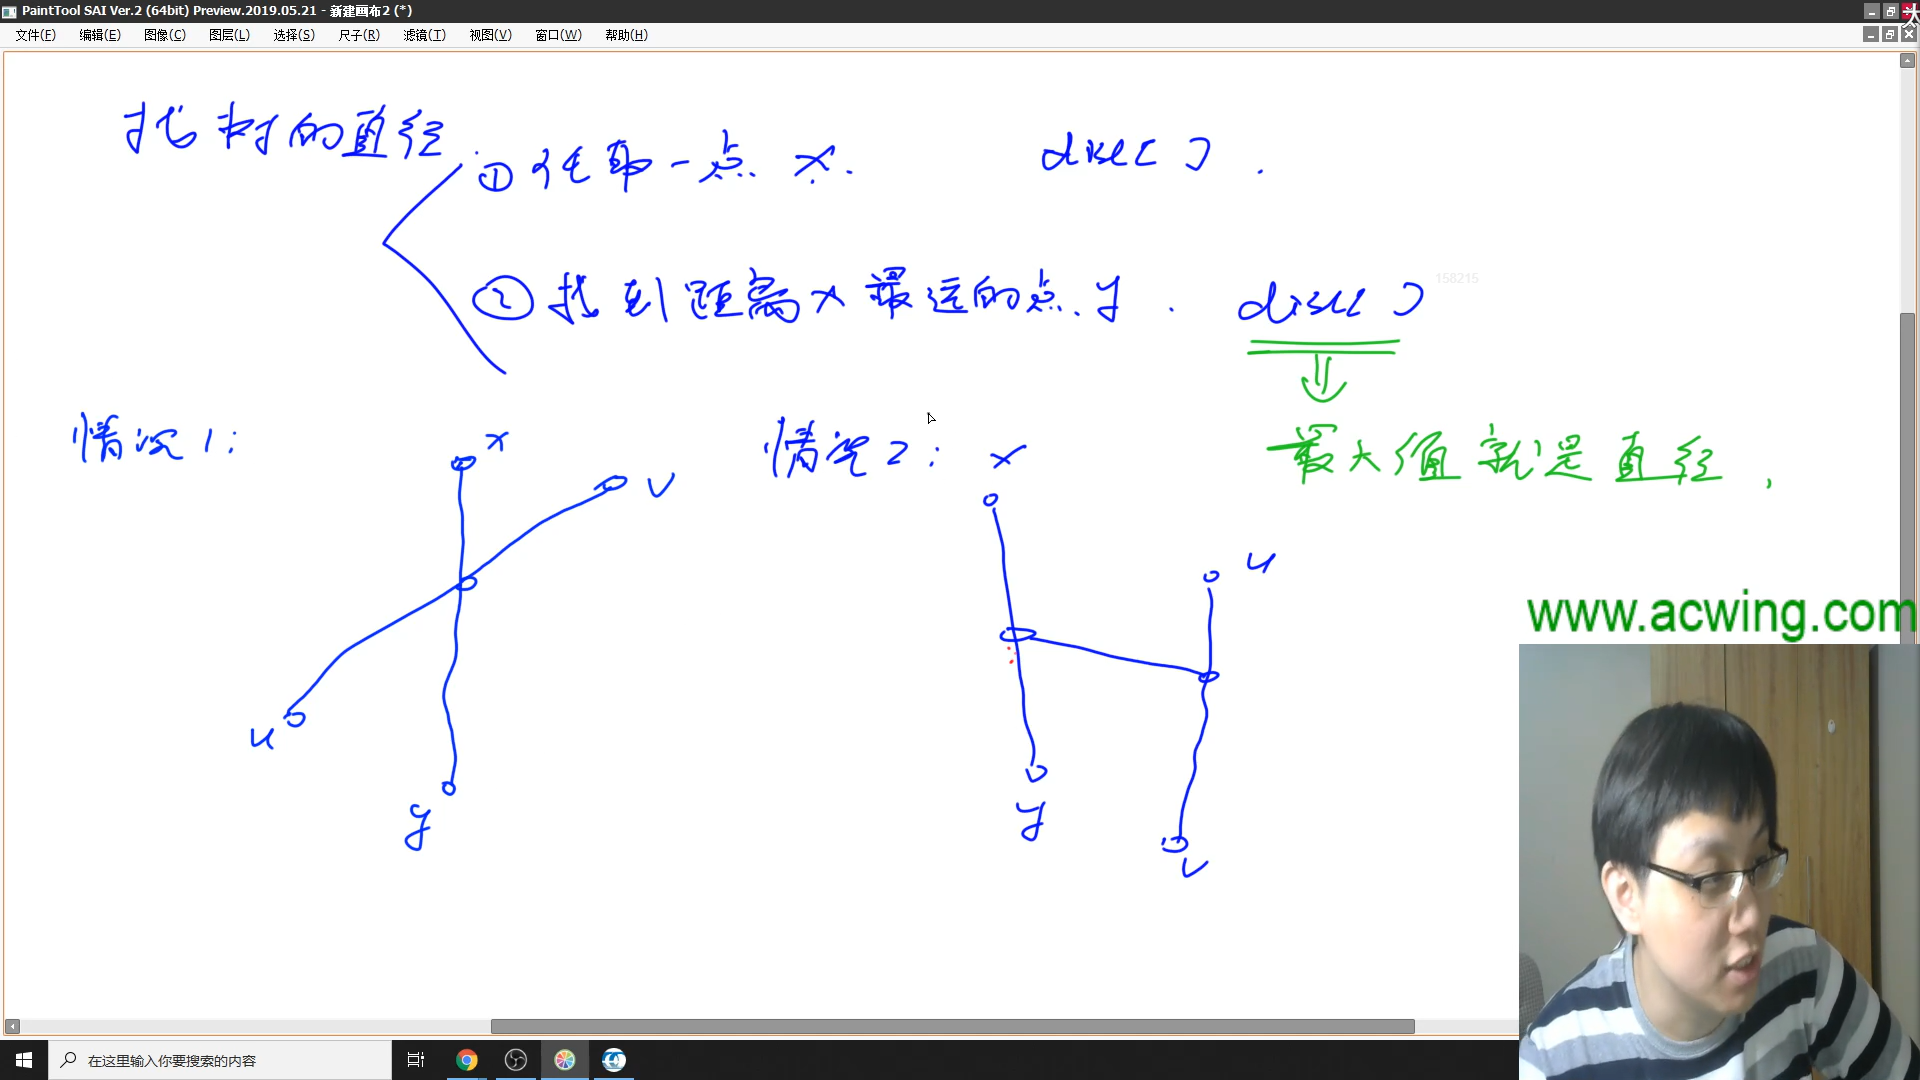 PaintTool SAI Ver.2 (64bit) Preview.2019.05.21 - 新建画布2 (*)
文件(F) 编辑(E) 图像(C) 图层(L) 选择(S) 尺子(R) 滤镜(T) 视图(V) 窗口(W) 帮助(H)
找树的直径
① 任取一点 x. dist[ ] .
② 找到距离x最远的点y . dist[ ]
158215
最大值就是直径,
情况1: x v u y
情况2: x u y v
www.acwing.com
在这里输入你要搜索的内容